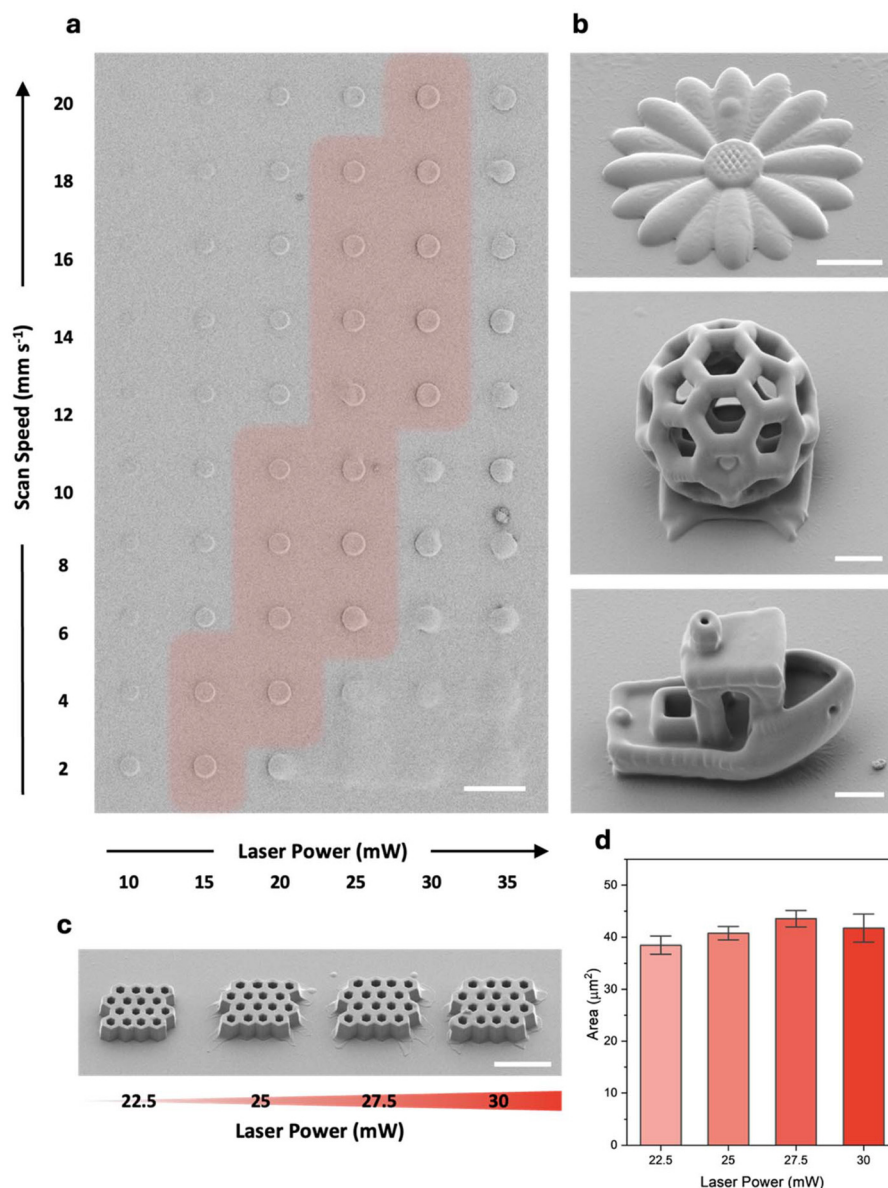 a
b
Scan Speed (mm s⁻¹)
20
18
16
14
12
10
8
6
4
2
Laser Power (mW)
10 15 20 25 30 35
c
22.5 25 27.5 30
Laser Power (mW)
d
Area (μm²)
50
40
30
20
10
0
22.5 25 27.5 30
Laser Power (mW)